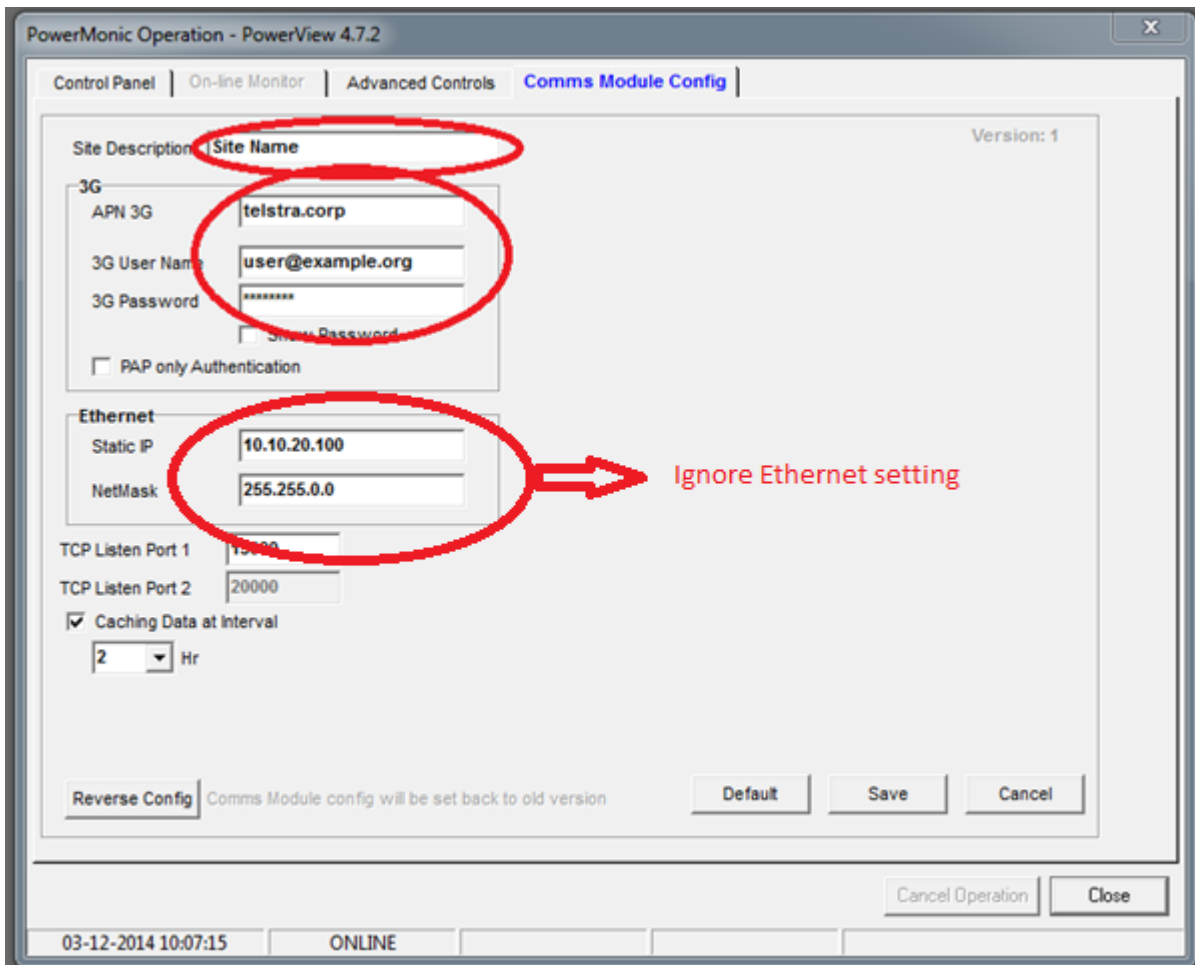 PowerMonic Operation - PowerView 4.7.2
Control Panel On-line Monitor Advanced Controls Comms Module Config
Version: 1
Site Description Site Name
3G
APN 3G telstra.corp
3G User Name user@example.org
3G Password ********
Show Password
PAP only Authentication
Ethernet
Static IP 10.10.20.100
Ignore Ethernet setting
NetMask 255.255.0.0
TCP Listen Port 1
TCP Listen Port 2 20000
Caching Data at Interval
2 Hr
Reverse Config Comms Module config will be set back to old version Default Save Cancel
Cancel Operation Close
03-12-2014 10:07:15 ONLINE